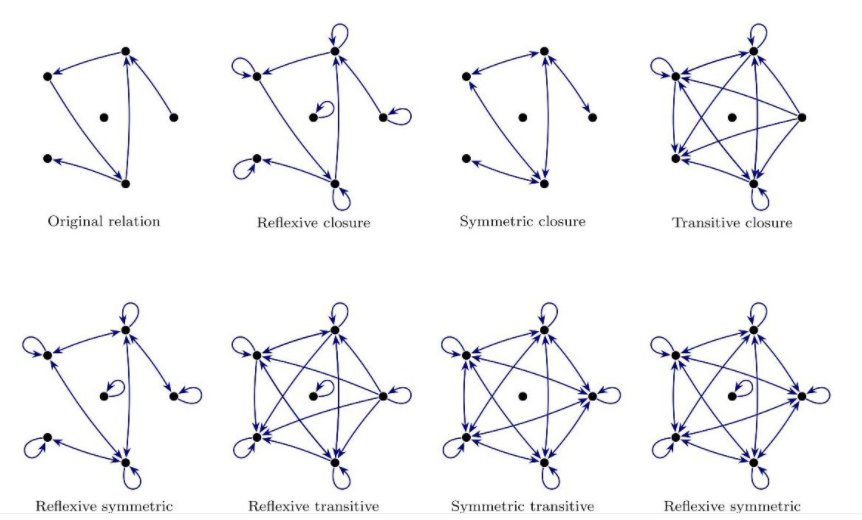 Original relation
Reflexive closure
Symmetric closure
Transitive closure
Reflexive symmetric
Reflexive transitive
Symmetric transitive
Reflexive symmetric